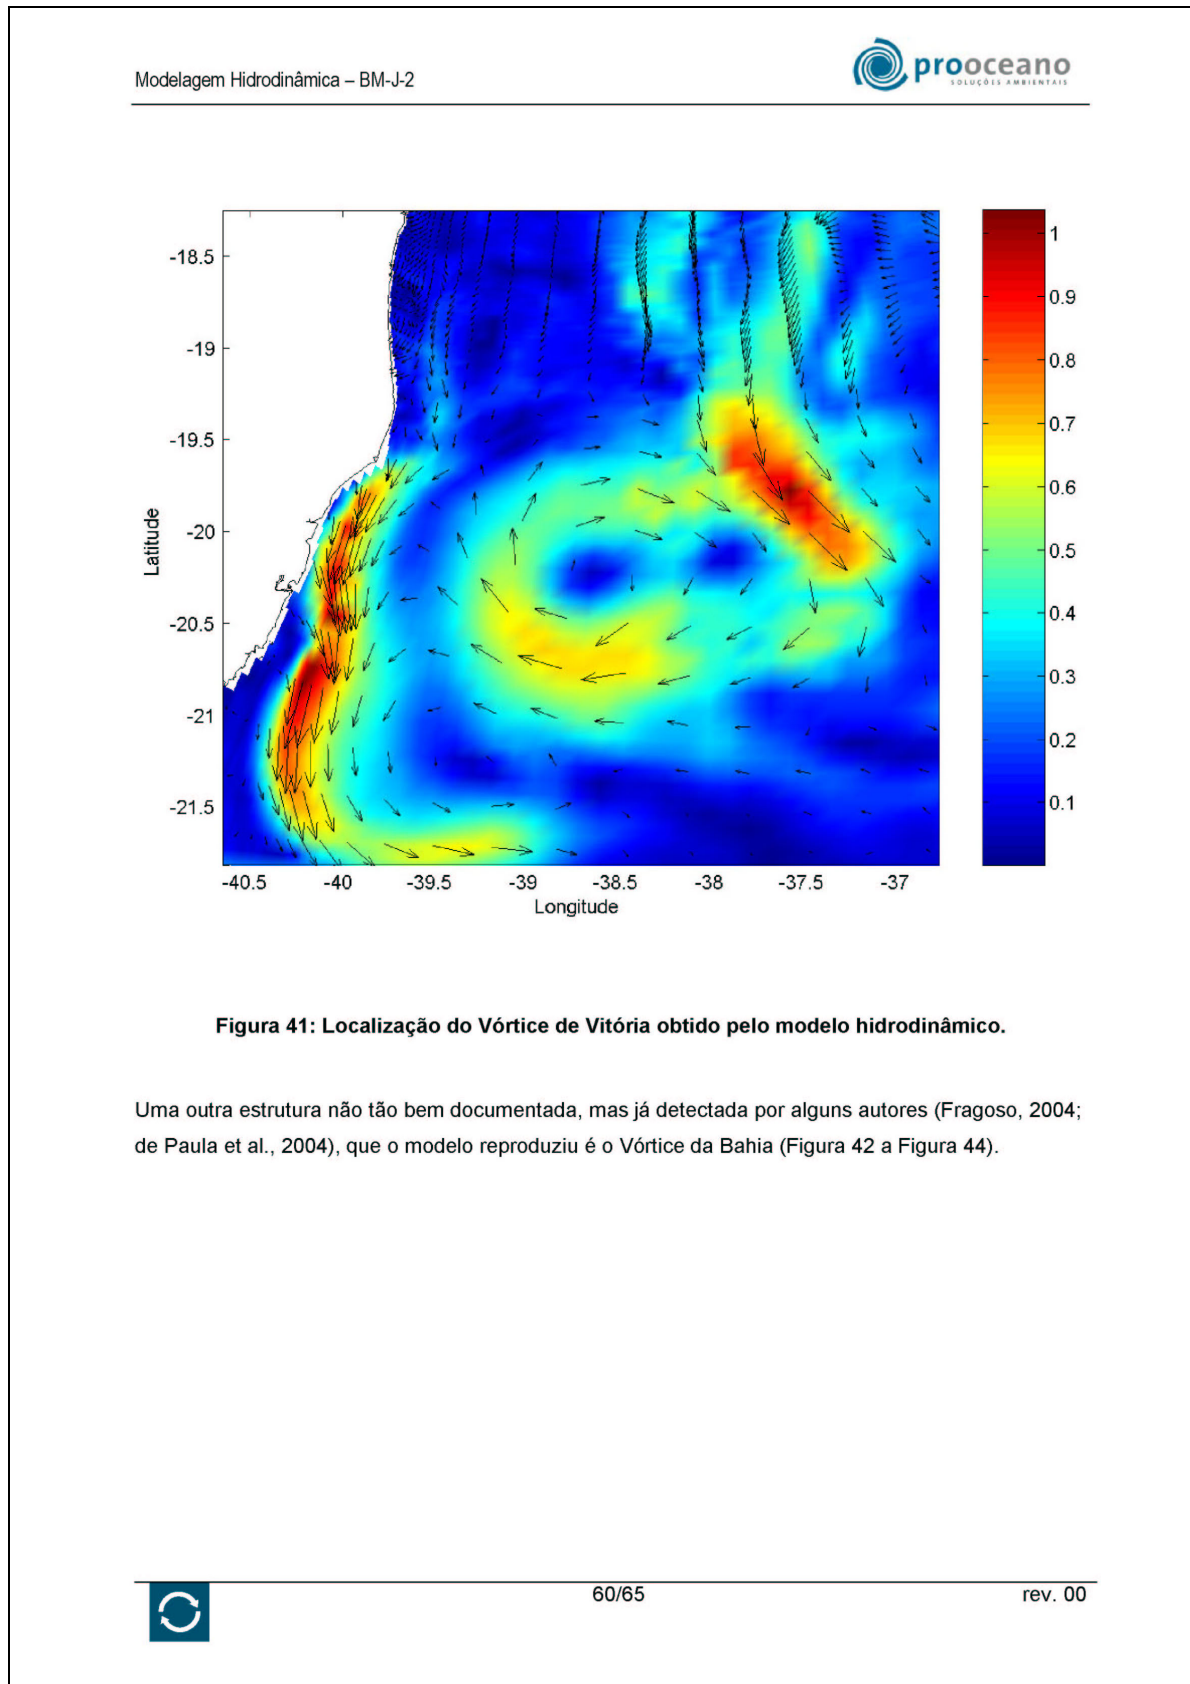 Modelagem Hidrodinâmica – BM-J-2
prooceano
SOLUÇÕES AMBIENTAIS
-18.5
-19
-19.5
-20
-20.5
-21
-21.5
Latitude
-40.5
-40
-39.5
-39
-38.5
-38
-37.5
-37
Longitude
1
0.9
0.8
0.7
0.6
0.5
0.4
0.3
0.2
0.1
Figura 41: Localização do Vórtice de Vitória obtido pelo modelo hidrodinâmico.
Uma outra estrutura não tão bem documentada, mas já detectada por alguns autores (Fragoso, 2004;
de Paula et al., 2004), que o modelo reproduziu é o Vórtice da Bahia (Figura 42 a Figura 44).
60/65
rev. 00